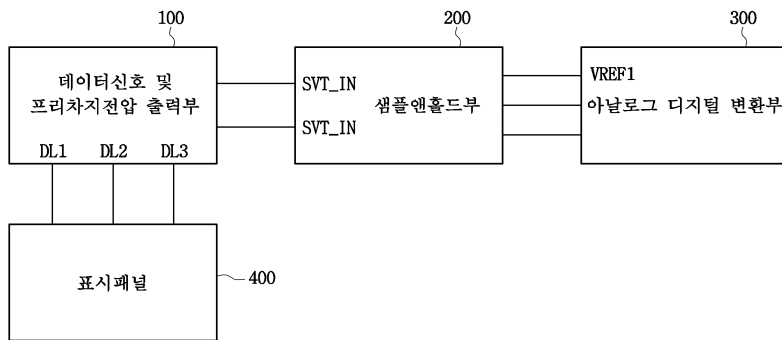 100
200
300
데이터신호 및
프리차지전압 출력부
SVT_IN
SVT_IN
샘플앤홀드부
VREF1
아날로그 디지털 변환부
DL1 DL2 DL3
표시패널
400